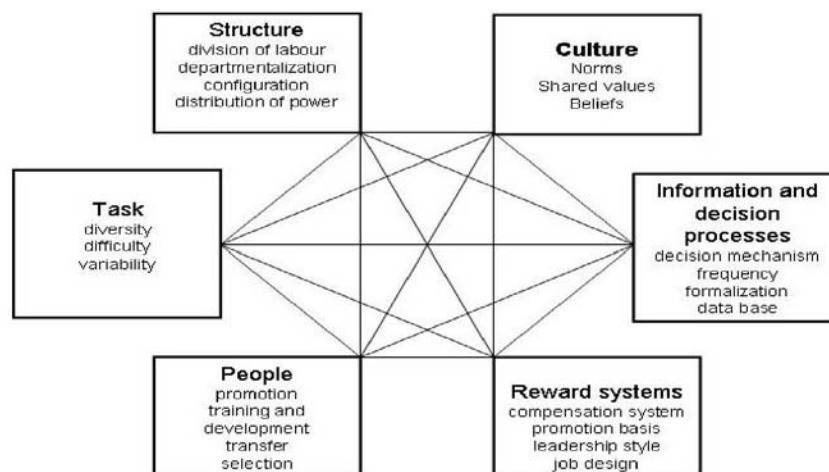 Structure
division of labour
departmentalization
configuration
distribution of power
Culture
Norms
Shared values
Beliefs
Task
diversity
difficulty
variability
Information and
decision
processes
decision mechanism
frequency
formalization
data base
People
promotion
training and
development
transfer
selection
Reward systems
compensation system
promotion basis
leadership style
job design